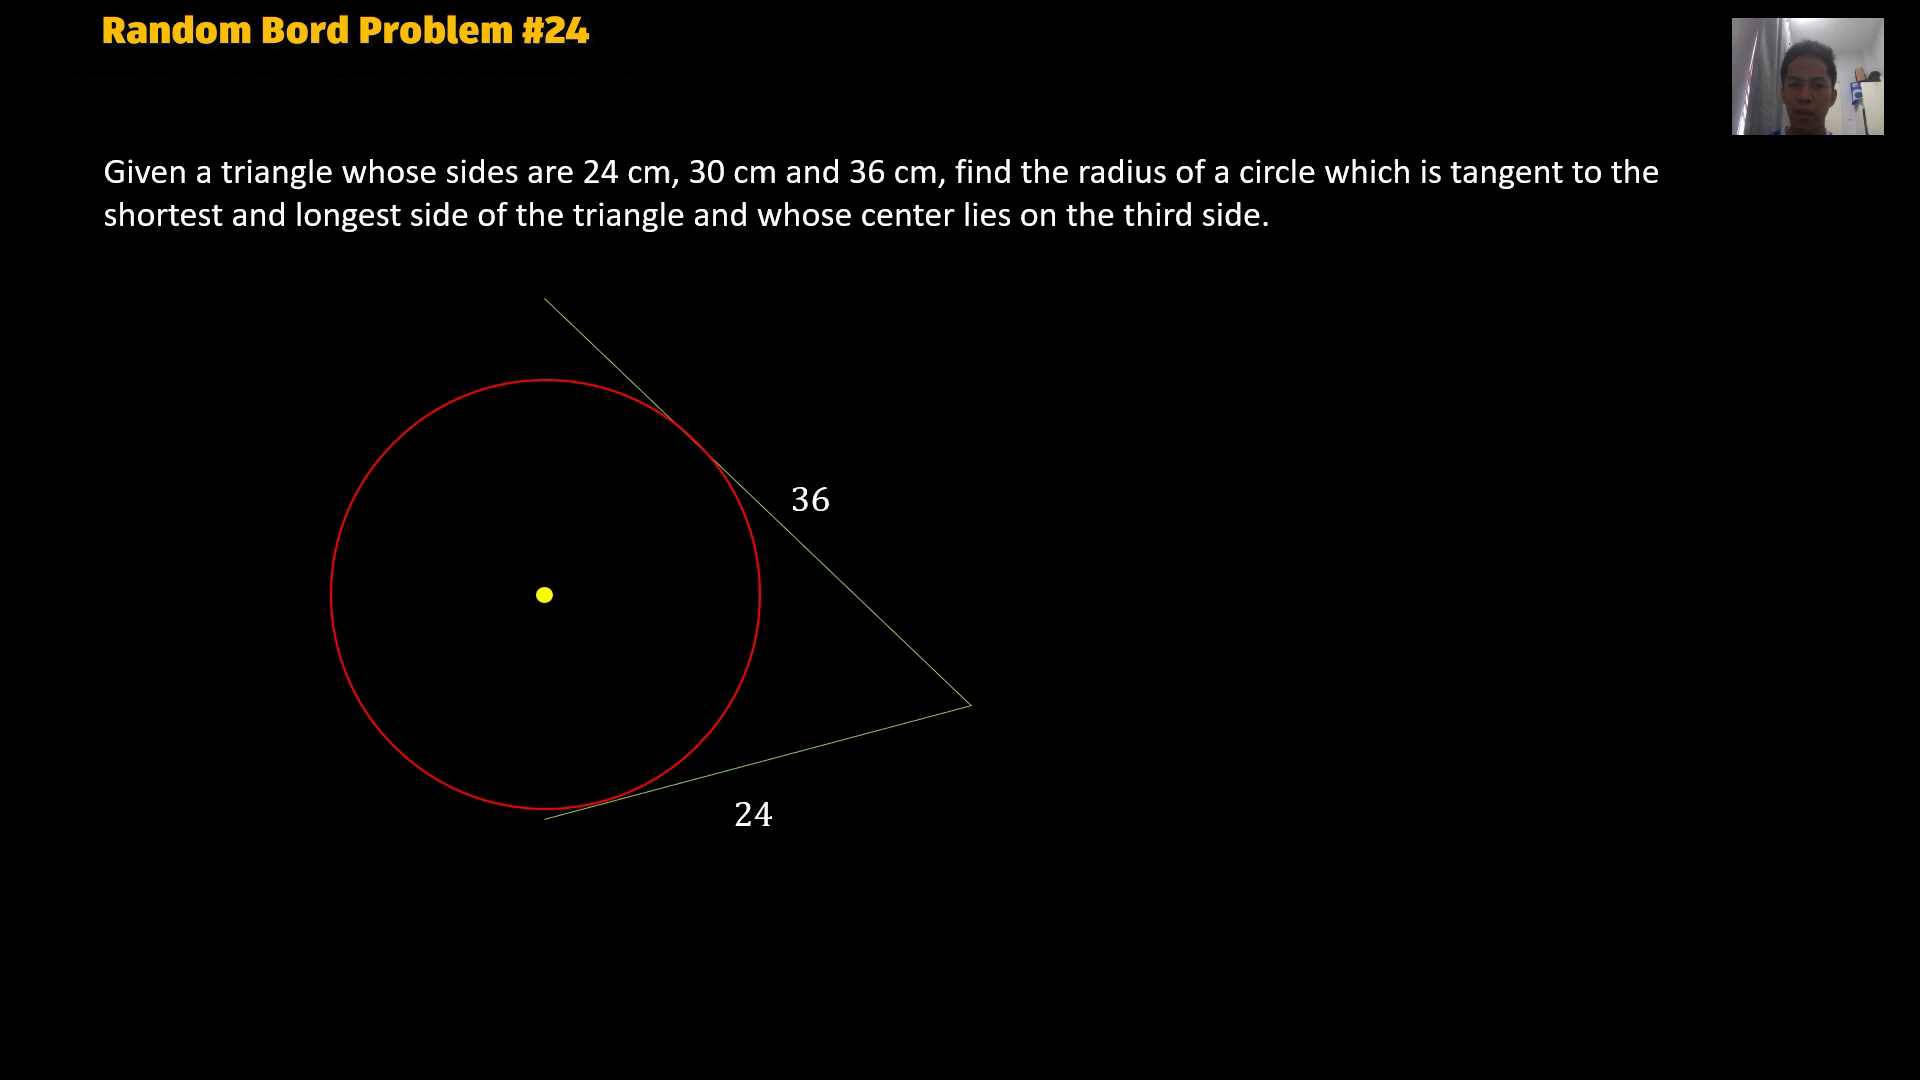 Random Bord Problem #24
Given a triangle whose sides are 24 cm, 30 cm and 36 cm, find the radius of a circle which is tangent to the
shortest and longest side of the triangle and whose center lies on the third side.
36
24